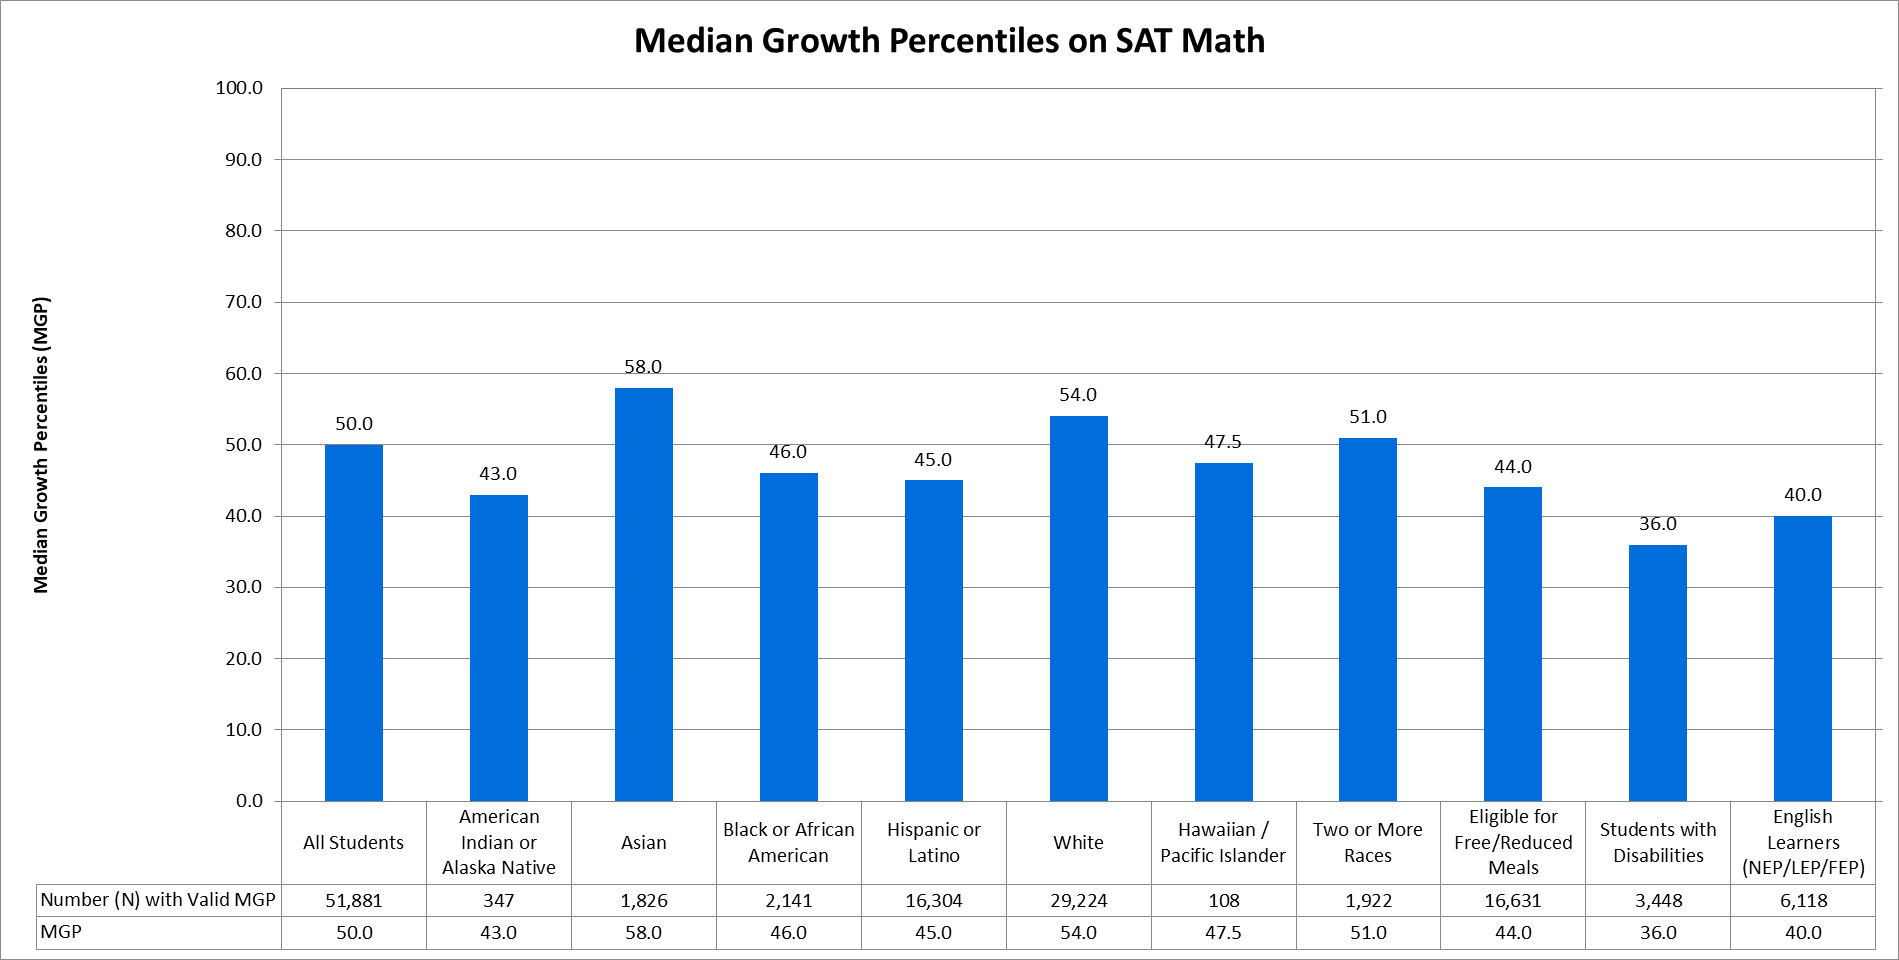 Median Growth Percentiles on SAT Math
Median Growth Percentiles (MGP)
100.0
90.0
80.0
70.0
60.0
50.0
40.0
30.0
20.0
10.0
0.0
50.0
43.0
58.0
46.0
45.0
54.0
47.5
51.0
44.0
36.0
40.0
All Students
American
Indian or
Alaska Native
Asian
Black or African
American
Hispanic or
Latino
White
Hawaiian /
Pacific Islander
Two or More
Races
Eligible for
Free/Reduced
Meals
Students with
Disabilities
English
Learners
(NEP/LEP/FEP)
Number (N) with Valid MGP 51,881 347 1,826 2,141 16,304 29,224 108 1,922 16,631 3,448 6,118
MGP 50.0 43.0 58.0 46.0 45.0 54.0 47.5 51.0 44.0 36.0 40.0